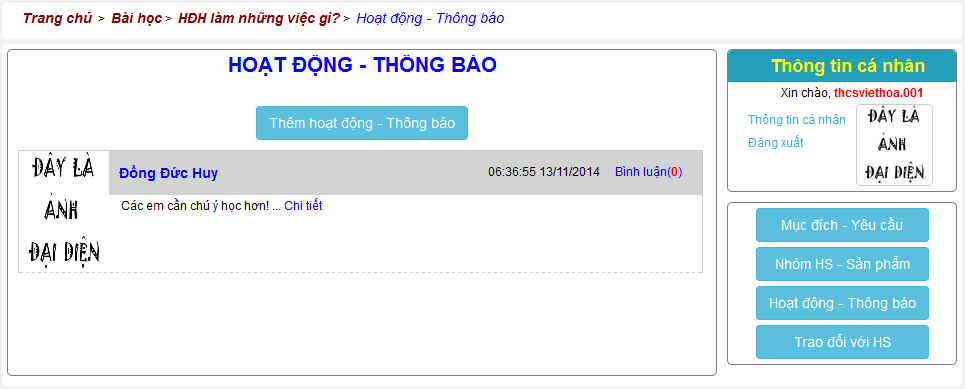 Trang chủ > Bài học > HĐH làm những việc gì? > Hoạt động - Thông báo
HOẠT ĐỘNG - THÔNG BÁO
Thêm hoạt động - Thông báo
ĐÂY LÀ
ẢNH
ĐẠI DIỆN
Đồng Đức Huy 06:36:55 13/11/2014 Bình luận(0)
Các em cần chú ý học hơn! ... Chi tiết
Thông tin cá nhân
Xin chào, thcsviethoa.001
Thông tin cá nhân
Đăng xuất
ĐÂY LÀ
ẢNH
ĐẠI DIỆN
Mục đích - Yêu cầu
Nhóm HS - Sản phẩm
Hoạt động - Thông báo
Trao đổi với HS